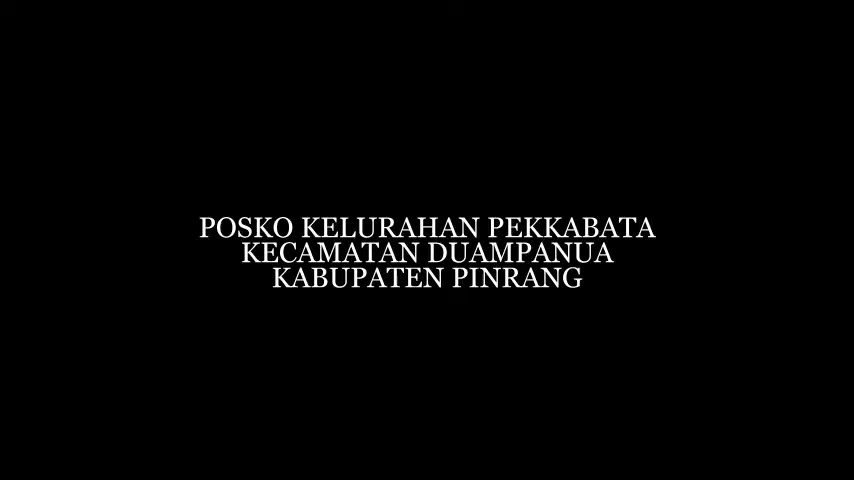 POSKO KELURAHAN PEKKABATA
KECAMATAN DUAMPANUA
KABUPATEN PINRANG